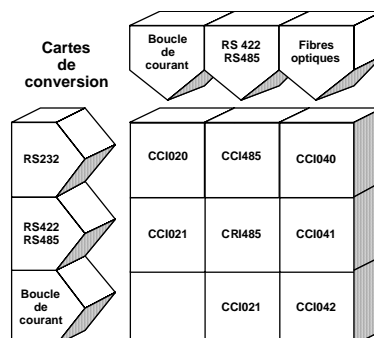 Cartes
de
conversion
Boucle
de
courant
RS 422
RS485
Fibres
optiques
RS232
CCI020
CCI485
CCI040
RS422
RS485
CCI021
CRI485
CCI041
Boucle
de
courant
CCI021
CCI042